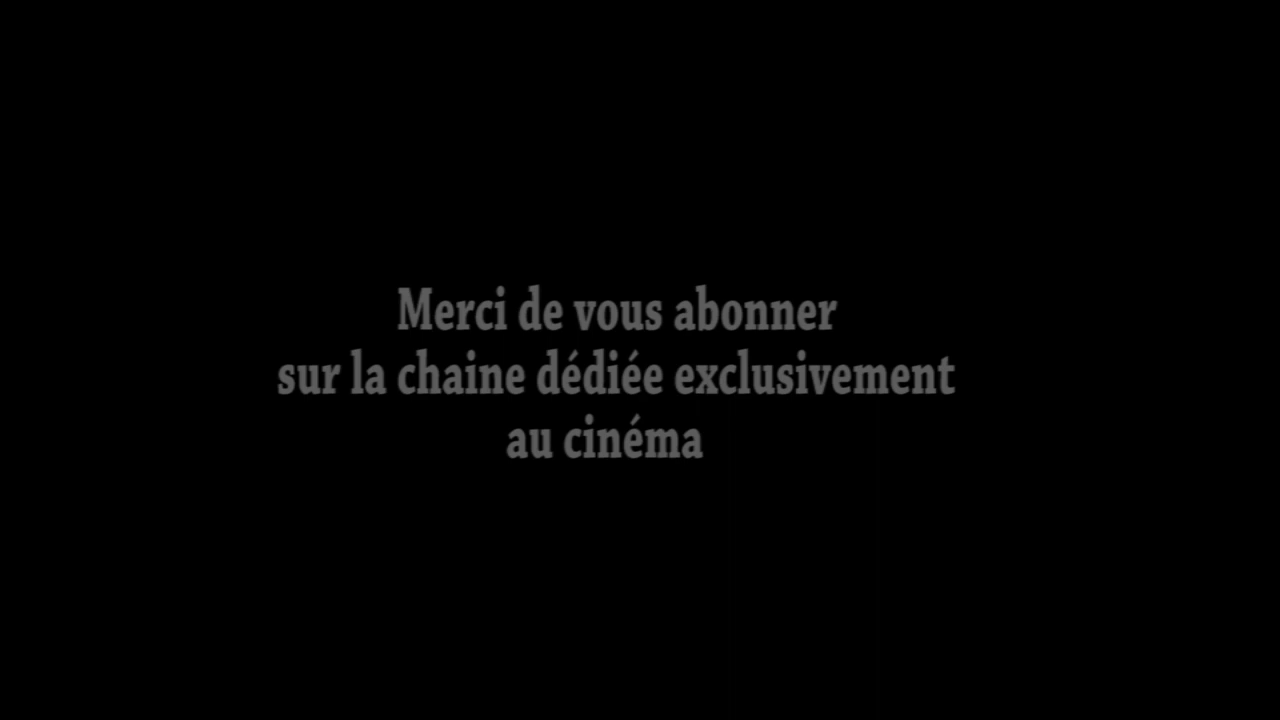 Merci de vous abonner
sur la chaine dédiée exclusivement
au cinéma